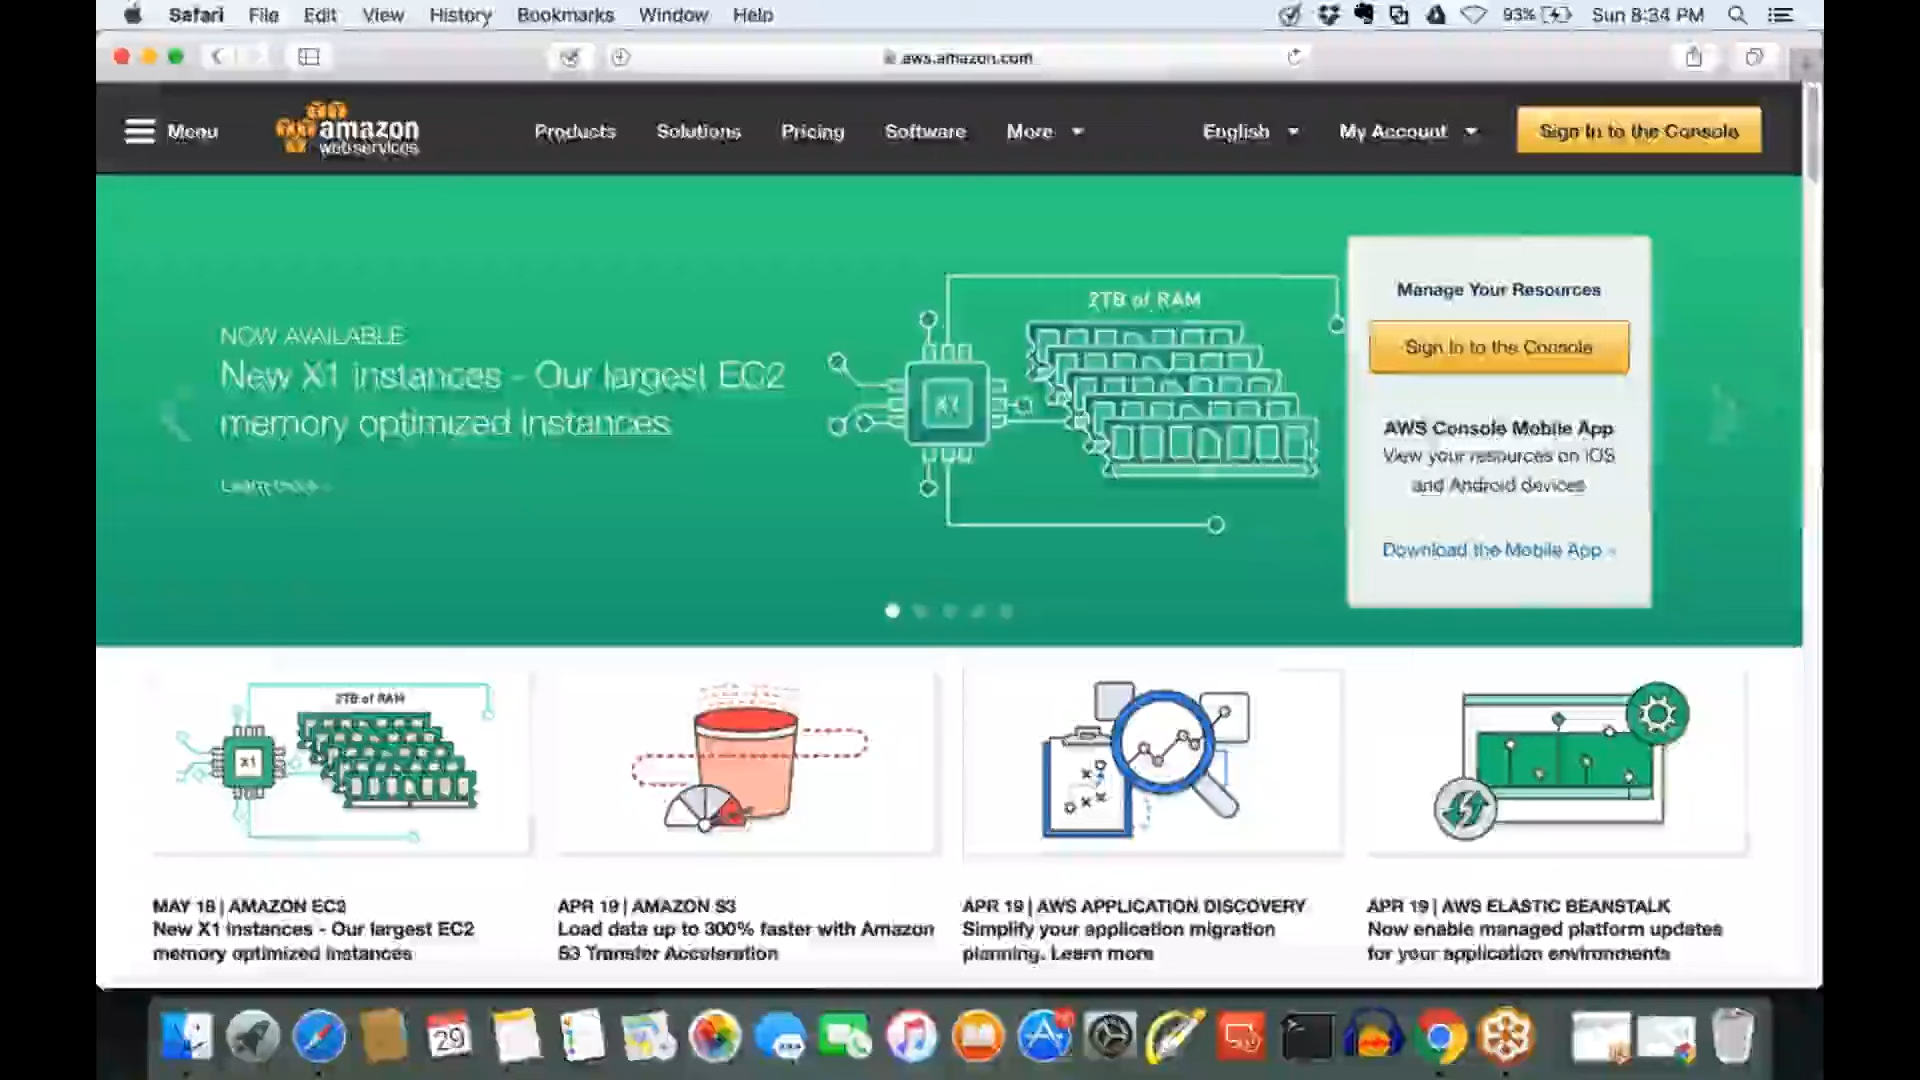 Safari File Edit View History Bookmarks Window Help 93% Sun 8:34 PM
aws.amazon.com
Menu amazon webservices Products Solutions Pricing Software More English My Account Sign In to the Console
2TB of RAM
X1
NOW AVAILABLE
New X1 instances - Our largest EC2
memory optimized instances
Learn more
Manage Your Resources
Sign In to the Console
AWS Console Mobile App
View your resources on iOS
and Android devices
Download the Mobile App »
2TB of RAM
X1
MAY 18 | AMAZON EC2
New X1 instances - Our largest EC2
memory optimized instances
APR 19 | AMAZON S3
Load data up to 300% faster with Amazon
S3 Transfer Acceleration
APR 19 | AWS APPLICATION DISCOVERY
Simplify your application migration
planning. Learn more
APR 19 | AWS ELASTIC BEANSTALK
Now enable managed platform updates
for your application environments
29